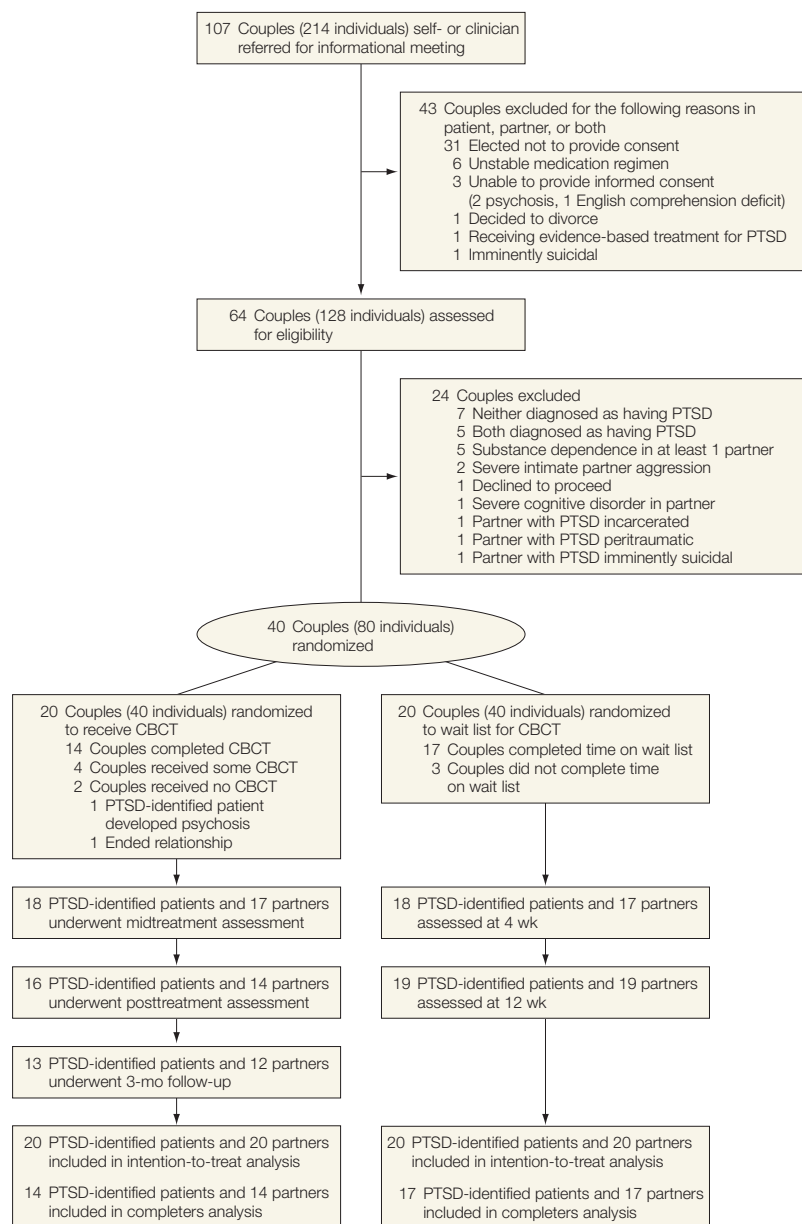 107 Couples (214 individuals) self- or clinician
referred for informational meeting
43 Couples excluded for the following reasons in
patient, partner, or both
31 Elected not to provide consent
6 Unstable medication regimen
3 Unable to provide informed consent
(2 psychosis, 1 English comprehension deficit)
1 Decided to divorce
1 Receiving evidence-based treatment for PTSD
1 Imminently suicidal
64 Couples (128 individuals) assessed
for eligibility
24 Couples excluded
7 Neither diagnosed as having PTSD
5 Both diagnosed as having PTSD
5 Substance dependence in at least 1 partner
2 Severe intimate partner aggression
1 Declined to proceed
1 Severe cognitive disorder in partner
1 Partner with PTSD incarcerated
1 Partner with PTSD peritraumatic
1 Partner with PTSD imminently suicidal
40 Couples (80 individuals)
randomized
20 Couples (40 individuals) randomized
to receive CBCT
14 Couples completed CBCT
4 Couples received some CBCT
2 Couples received no CBCT
1 PTSD-identified patient
developed psychosis
1 Ended relationship
20 Couples (40 individuals) randomized
to wait list for CBCT
17 Couples completed time on wait list
3 Couples did not complete time
on wait list
18 PTSD-identified patients and 17 partners
underwent midtreatment assessment
18 PTSD-identified patients and 17 partners
assessed at 4 wk
16 PTSD-identified patients and 14 partners
underwent posttreatment assessment
19 PTSD-identified patients and 19 partners
assessed at 12 wk
13 PTSD-identified patients and 12 partners
underwent 3-mo follow-up
20 PTSD-identified patients and 20 partners
included in intention-to-treat analysis
14 PTSD-identified patients and 14 partners
included in completers analysis
20 PTSD-identified patients and 20 partners
included in intention-to-treat analysis
17 PTSD-identified patients and 17 partners
included in completers analysis